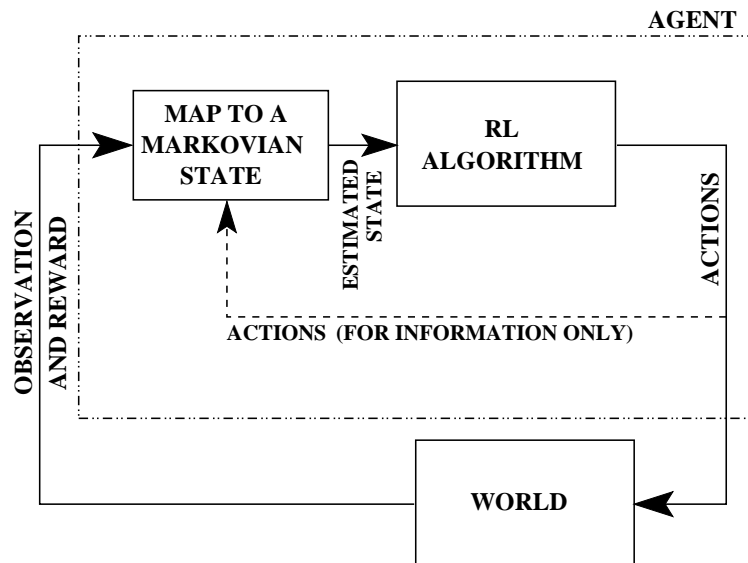 AGENT
MAP TO A
MARKOVIAN
STATE
RL
ALGORITHM
ESTIMATED
STATE
ACTIONS
OBSERVATION
AND REWARD
ACTIONS (FOR INFORMATION ONLY)
WORLD